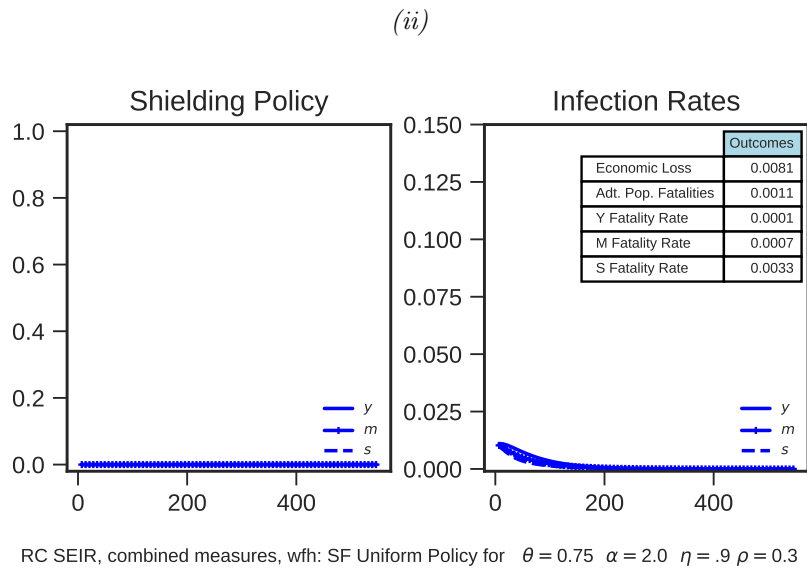 (ii)
Shielding Policy
1.0
0.8
0.6
0.4
0.2
0.0
0
200
400
y
m
s
Infection Rates
0.150
0.125
0.100
0.075
0.050
0.025
0.000
0
200
400
Outcomes
Economic Loss 0.0081
Adt. Pop. Fatalities 0.0011
Y Fatality Rate 0.0001
M Fatality Rate 0.0007
S Fatality Rate 0.0033
y
m
s
RC SEIR, combined measures, wfh: SF Uniform Policy for θ = 0.75 α = 2.0 η = .9 ρ = 0.3